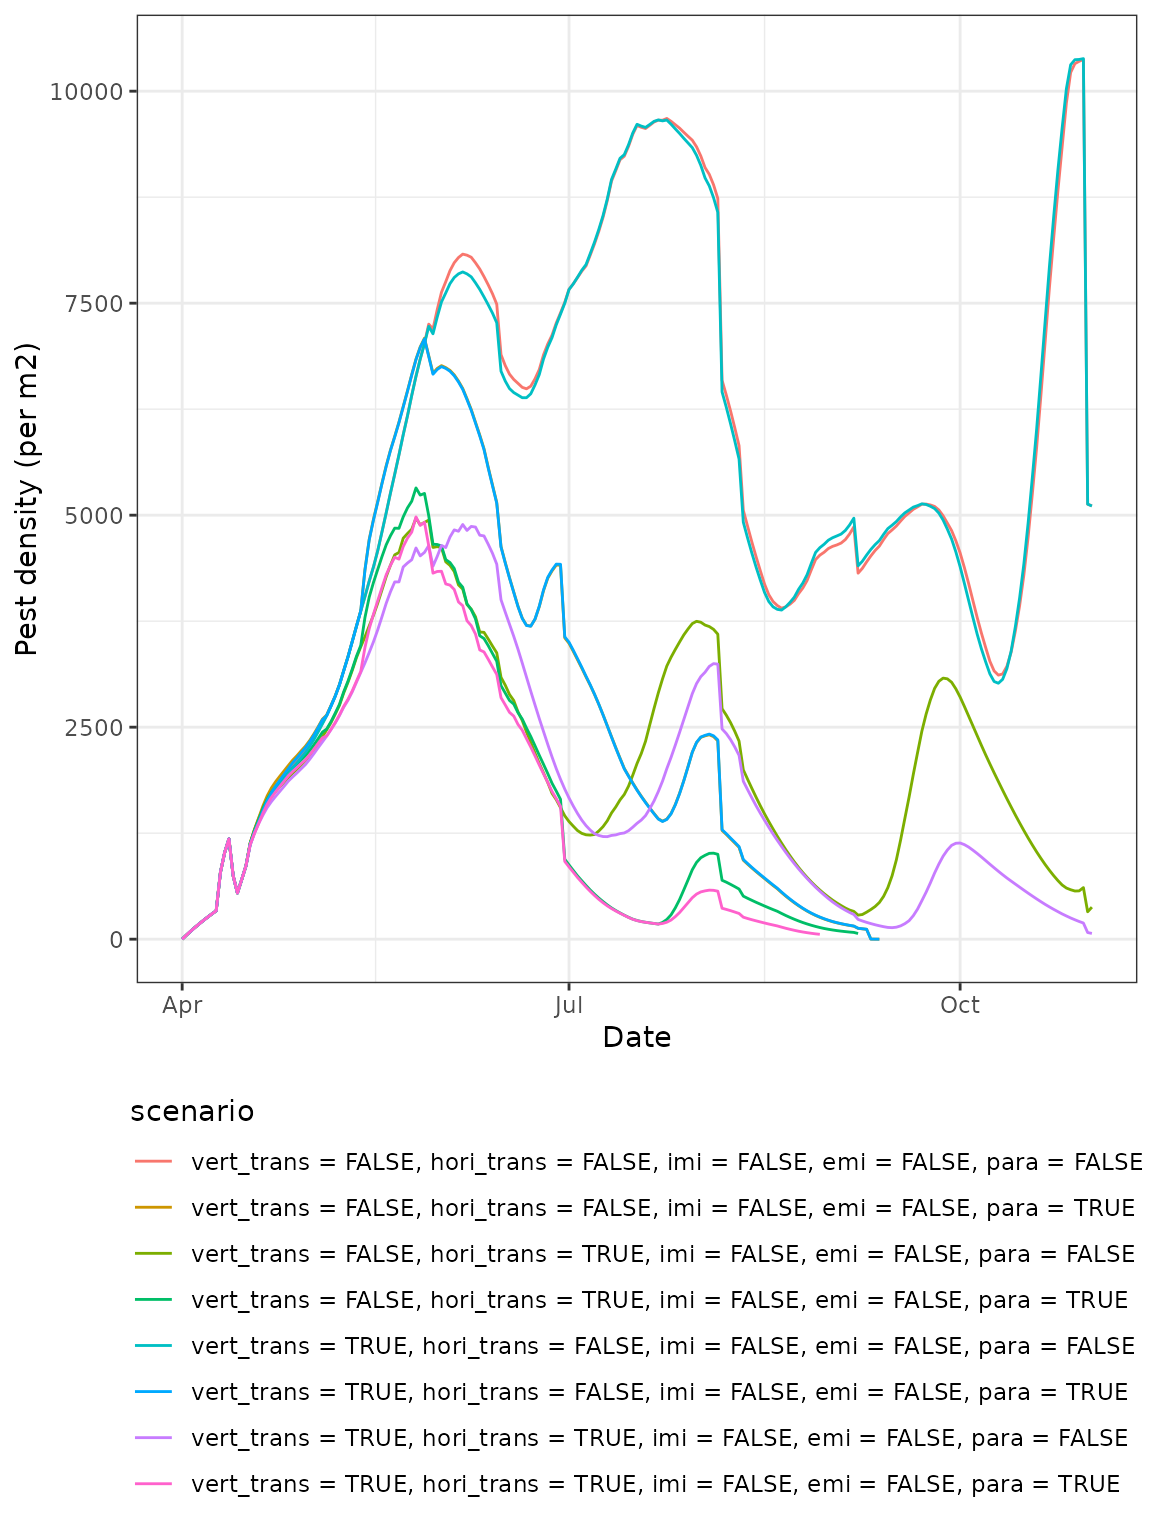 10000
7500
5000
2500
0
Pest density (per m2)
Apr
Jul
Oct
Date
scenario
vert_trans = FALSE, hori_trans = FALSE, imi = FALSE, emi = FALSE, para = FALSE
vert_trans = FALSE, hori_trans = FALSE, imi = FALSE, emi = FALSE, para = TRUE
vert_trans = FALSE, hori_trans = TRUE, imi = FALSE, emi = FALSE, para = FALSE
vert_trans = FALSE, hori_trans = TRUE, imi = FALSE, emi = FALSE, para = TRUE
vert_trans = TRUE, hori_trans = FALSE, imi = FALSE, emi = FALSE, para = FALSE
vert_trans = TRUE, hori_trans = FALSE, imi = FALSE, emi = FALSE, para = TRUE
vert_trans = TRUE, hori_trans = TRUE, imi = FALSE, emi = FALSE, para = FALSE
vert_trans = TRUE, hori_trans = TRUE, imi = FALSE, emi = FALSE, para = TRUE